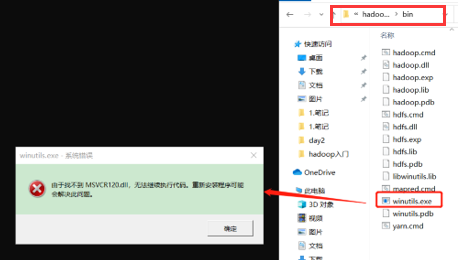 « hadoo... › bin
名称
快速访问
桌面
下载
文档
图片
1.笔记
1.笔记
day2
hadoop入门
OneDrive
此电脑
3D 对象
视频
图片
文档
下载
hadoop.cmd
hadoop.dll
hadoop.exp
hadoop.lib
hadoop.pdb
hdfs.cmd
hdfs.dll
hdfs.exp
hdfs.lib
hdfs.pdb
libwinutils.lib
mapred.cmd
winutils.exe
winutils.pdb
yarn.cmd
winutils.exe - 系统错误
由于找不到 MSVCR120.dll，无法继续执行代码。重新安装程序可能
会解决此问题。
确定